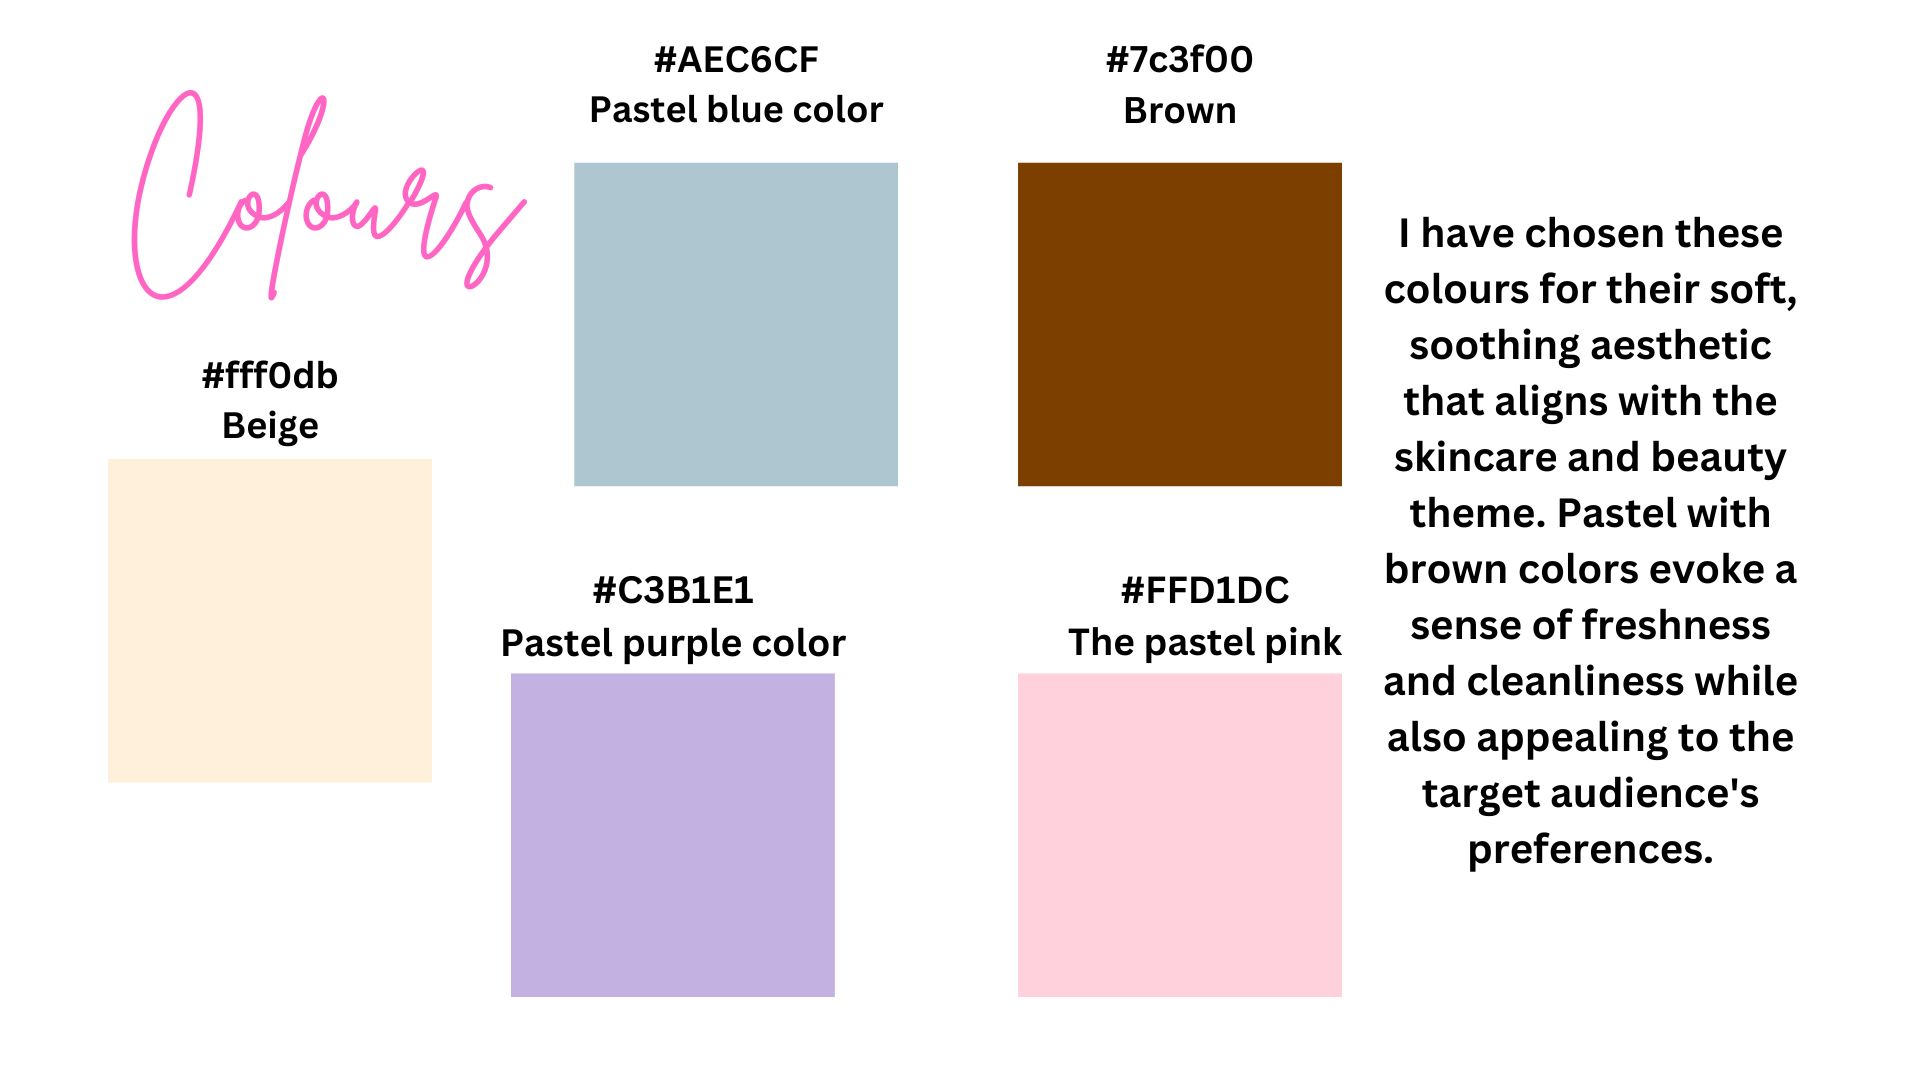 Colours
#fff0db
Beige
#AEC6CF
Pastel blue color
#7c3f00
Brown
#C3B1E1
Pastel purple color
#FFD1DC
The pastel pink
I have chosen these
colours for their soft,
soothing aesthetic
that aligns with the
skincare and beauty
theme. Pastel with
brown colors evoke a
sense of freshness
and cleanliness while
also appealing to the
target audience's
preferences.